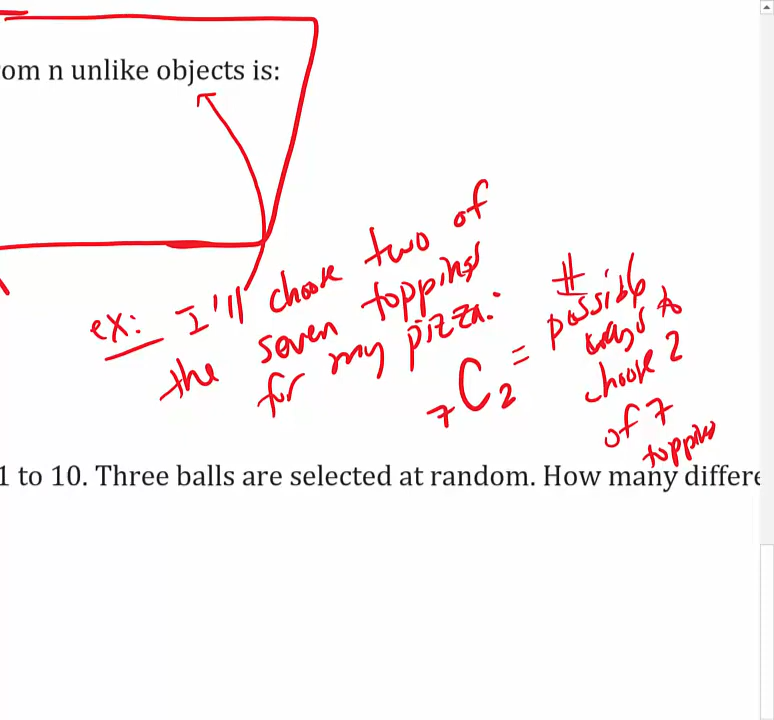 om n unlike objects is:
ex: I'll choose two of
the seven toppings
for my pizza.
₇C₂ = # possible
ways to
choose 2
of 7
toppings
1 to 10. Three balls are selected at random. How many differe